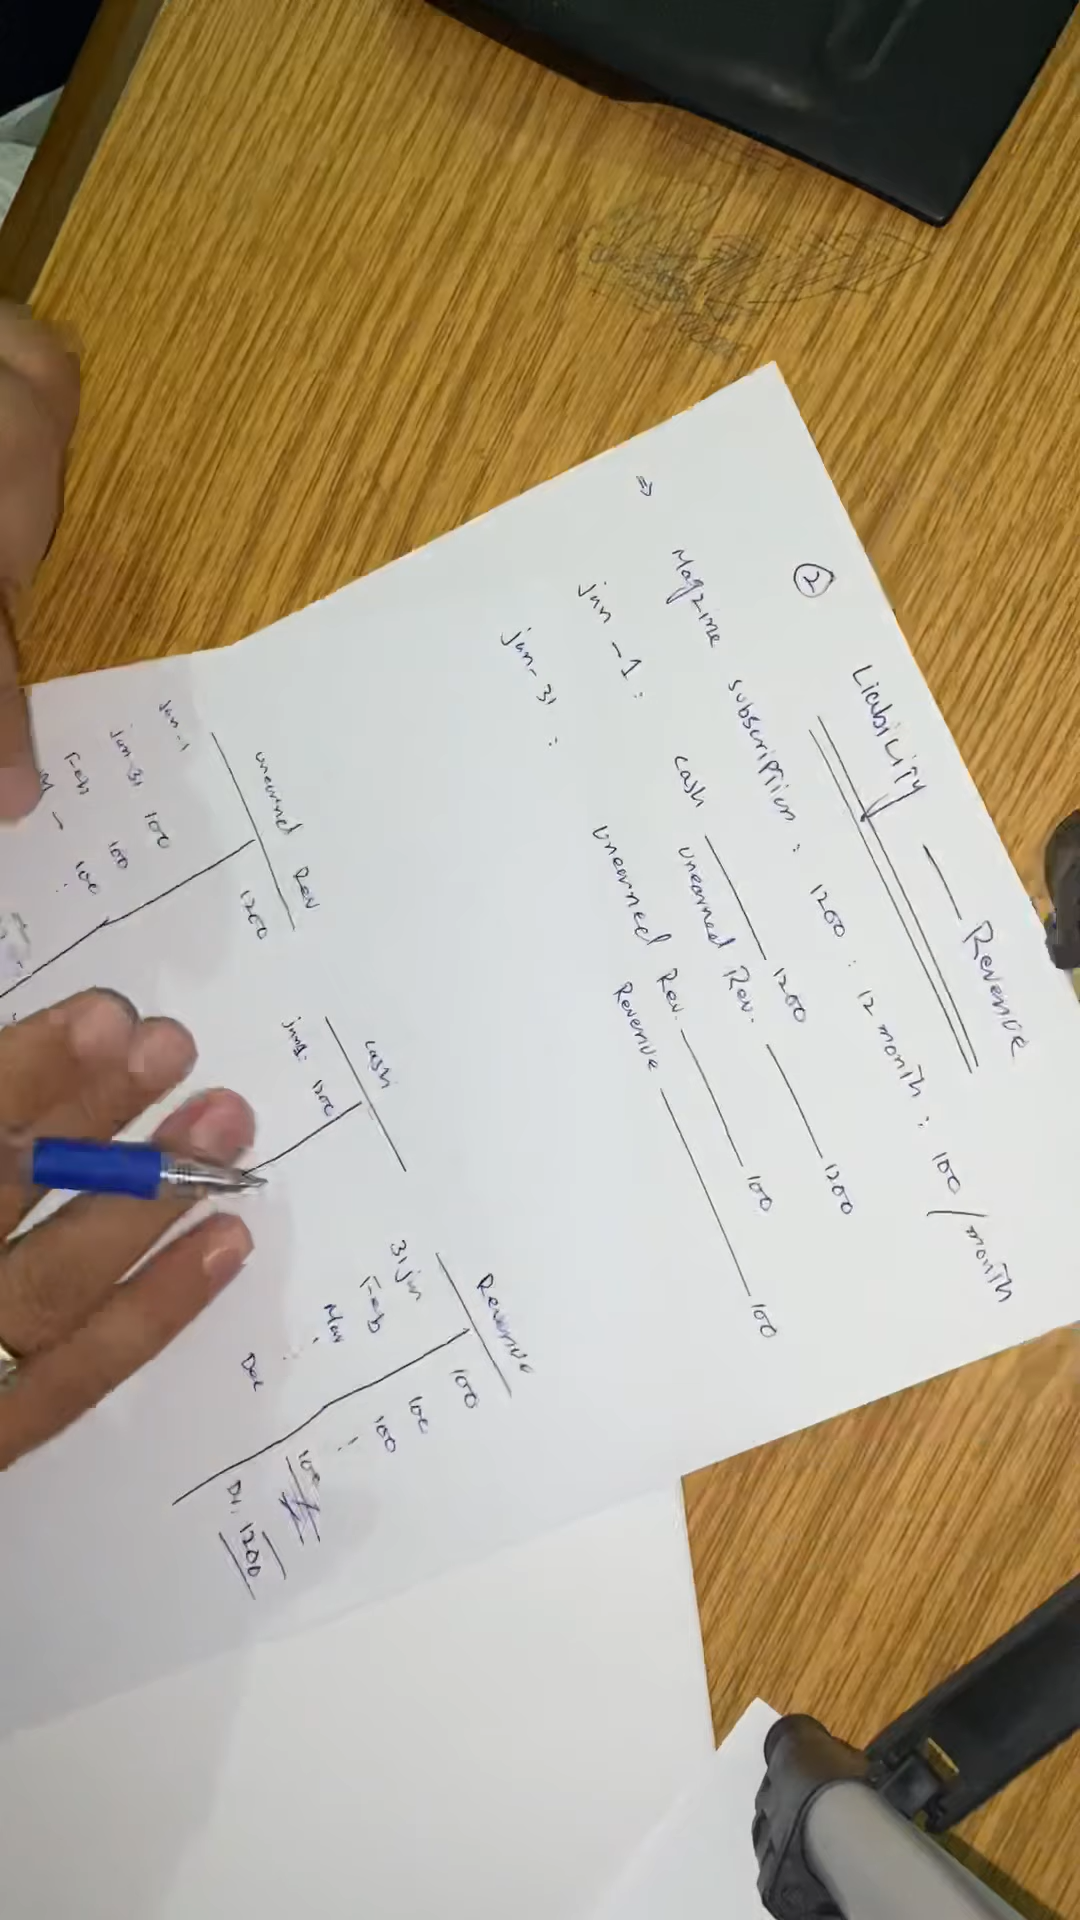 ② Liability — Revenue
⇒ Magzine subscription : 1200 : 12 month : 100 / month
jan - 1 : cash — 1200
unearned Rev. — 1200
jan - 31 : unearned Rev. — 100
Revenue — 100
unearned Rev
jan - 1 1200
jan - 31 100
Feb 100
100
cash
jan 1 : 1200
Revenue
31 jan 100
Feb 100
Mar 100
Dec 100
1200